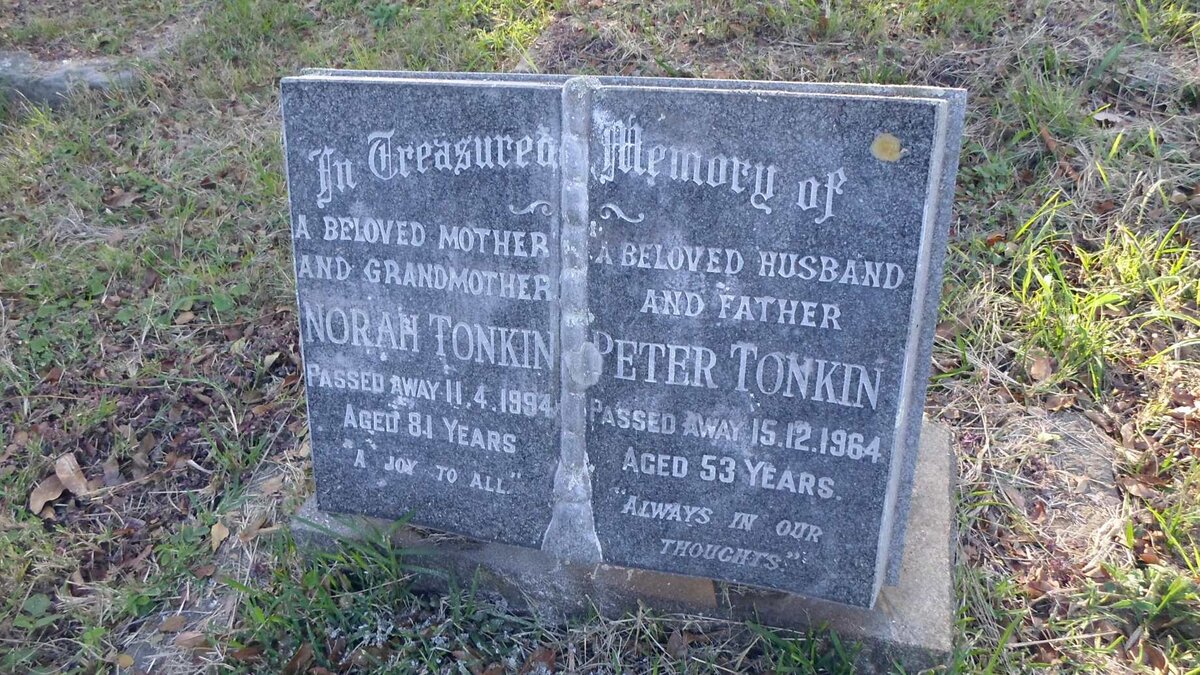 In Treasured Memory of
A BELOVED MOTHER
AND GRANDMOTHER
NORAH TONKIN
PASSED AWAY 11.4.1994
AGED 81 YEARS
A JOY TO ALL."
A BELOVED HUSBAND
AND FATHER
PETER TONKIN
PASSED AWAY 15.12.1964
AGED 53 YEARS.
"ALWAYS IN OUR
THOUGHTS."